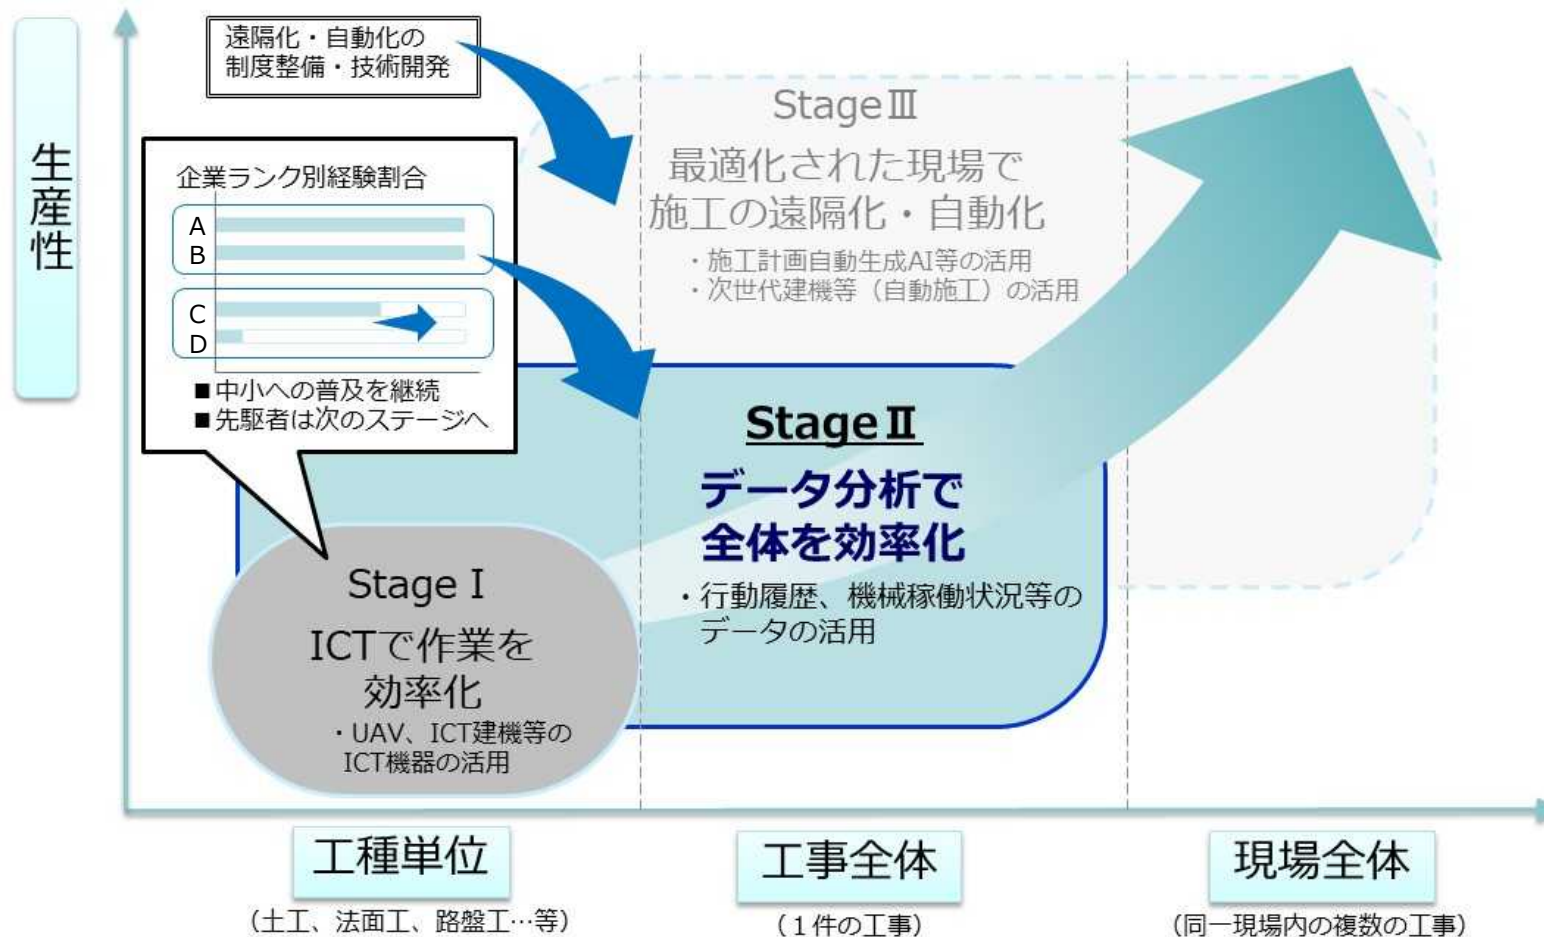 生産性
遠隔化・自動化の
制度整備・技術開発
企業ランク別経験割合
A
B
C
D
■中小への普及を継続
■先駆者は次のステージへ
StageⅢ
最適化された現場で
施工の遠隔化・自動化
・施工計画自動生成AI等の活用
・次世代建機等（自動施工）の活用
StageⅡ
データ分析で
全体を効率化
・行動履歴、機械稼働状況等の
データの活用
Stage I
ICTで作業を
効率化
・UAV、ICT建機等の
ICT機器の活用
工種単位
（土工、法面工、路盤工…等）
工事全体
（１件の工事）
現場全体
（同一現場内の複数の工事）